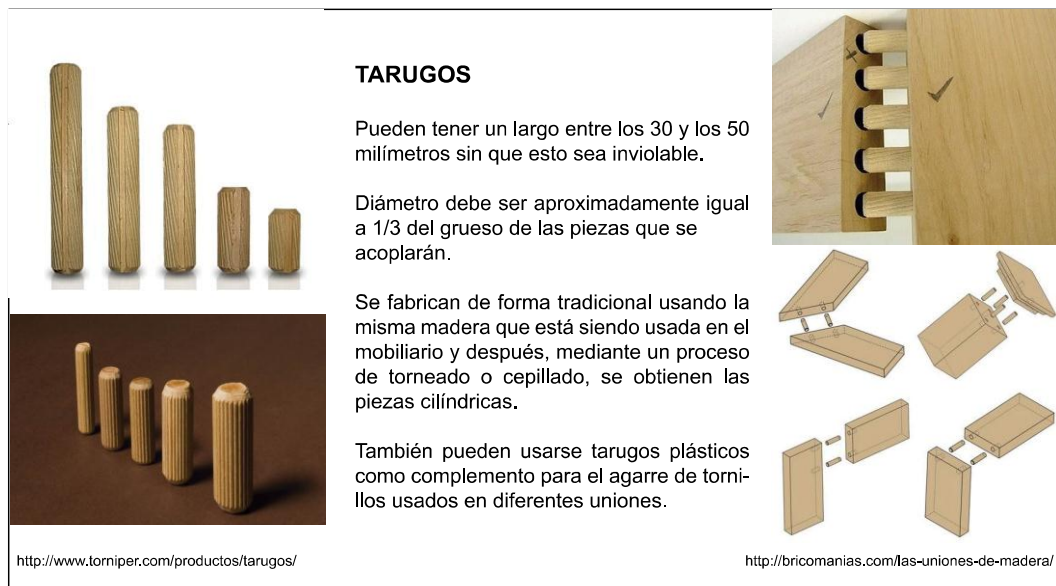 TARUGOS
Pueden tener un largo entre los 30 y los 50
milímetros sin que esto sea inviolable.
Diámetro debe ser aproximadamente igual
a 1/3 del grueso de las piezas que se
acoplarán.
Se fabrican de forma tradicional usando la
misma madera que está siendo usada en el
mobiliario y después, mediante un proceso
de torneado o cepillado, se obtienen las
piezas cilíndricas.
También pueden usarse tarugos plásticos
como complemento para el agarre de torni-
llos usados en diferentes uniones.
http://www.torniper.com/productos/tarugos/
http://bricomanias.com/las-uniones-de-madera/